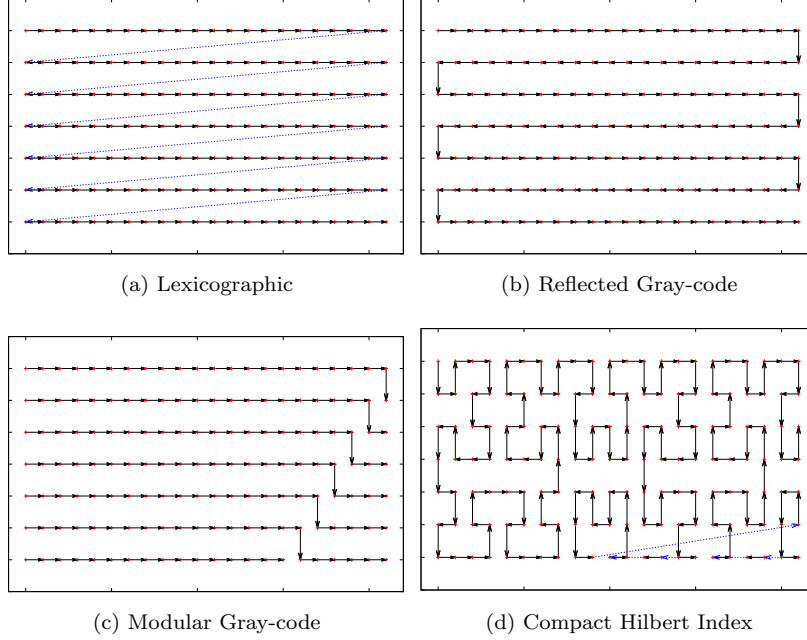 (a) Lexicographic
(b) Reflected Gray-code
(c) Modular Gray-code
(d) Compact Hilbert Index